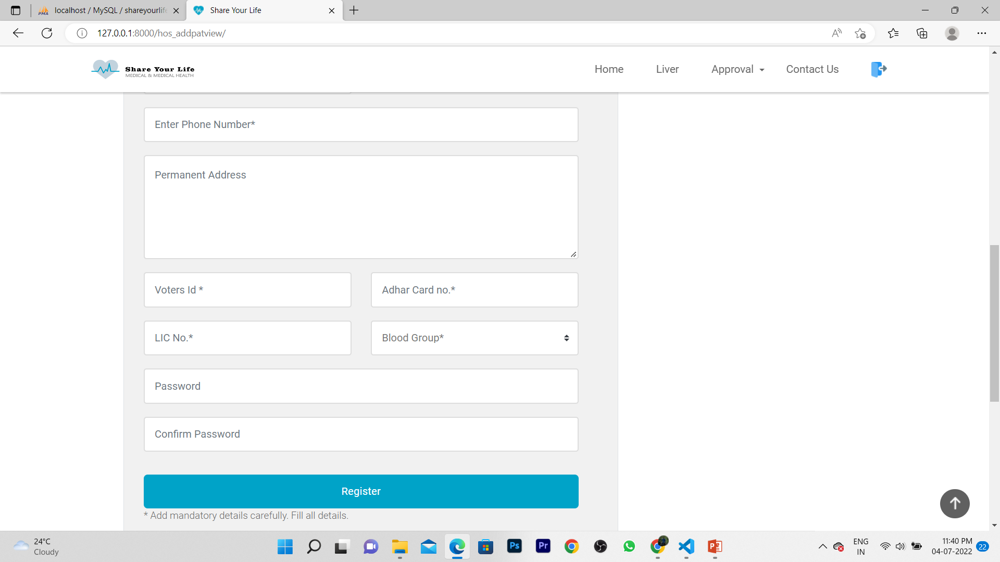 localhost / MySQL / shareyourlife
Share Your Life
127.0.0.1:8000/hos_addpatview/
Share Your Life
MEDICAL & MEDICAL HEALTH
Home
Liver
Approval
Contact Us
Enter Phone Number*
Permanent Address
Voters Id *
Adhar Card no.*
LIC No.*
Blood Group*
Password
Confirm Password
Register
* Add mandatory details carefully. Fill all details.
24°C
Cloudy
Ps
Pr
ENG
IN
11:40 PM
04-07-2022
22